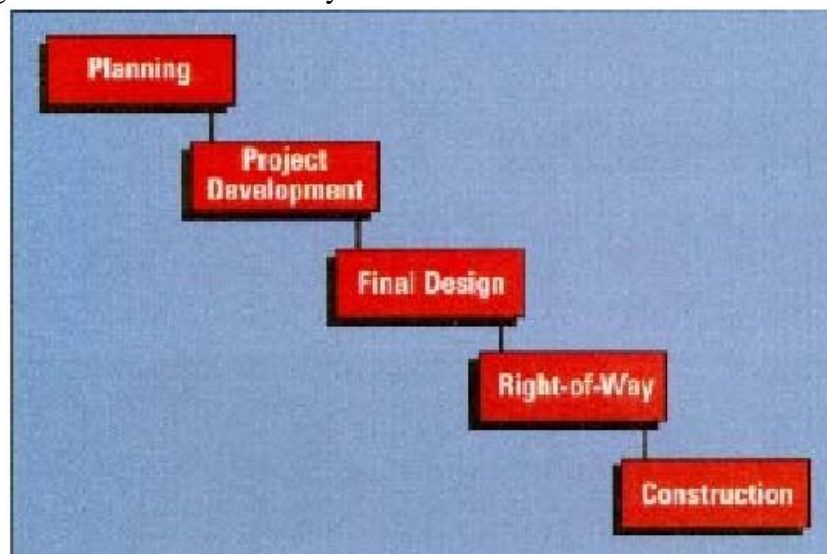 Planning
Project
Development
Final Design
Right-of-Way
Construction